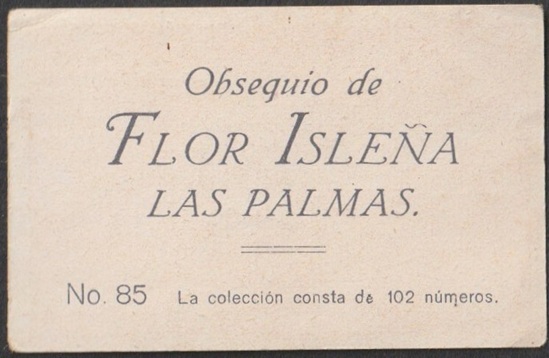 Obsequio de
FLOR ISLEÑA
LAS PALMAS.
No. 85 La colección consta de 102 números.